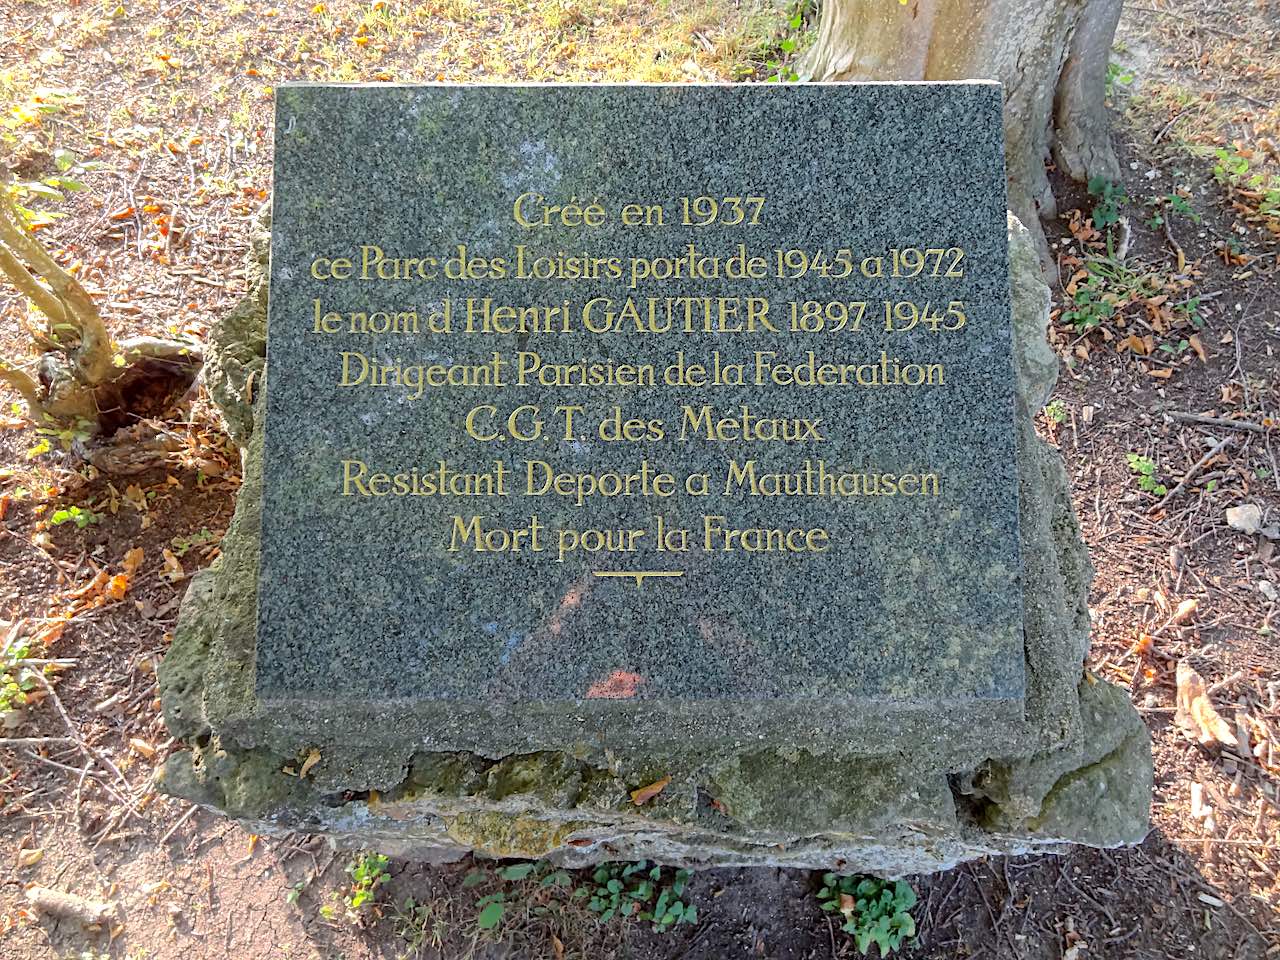 Créé en 1937
ce Parc des Loisirs porta de 1945 a 1972
le nom d Henri GAUTIER 1897 1945
Dirigeant Parisien de la Féderation
C.G.T. des Métaux
Resistant Deporte a Mauthausen
Mort pour la France